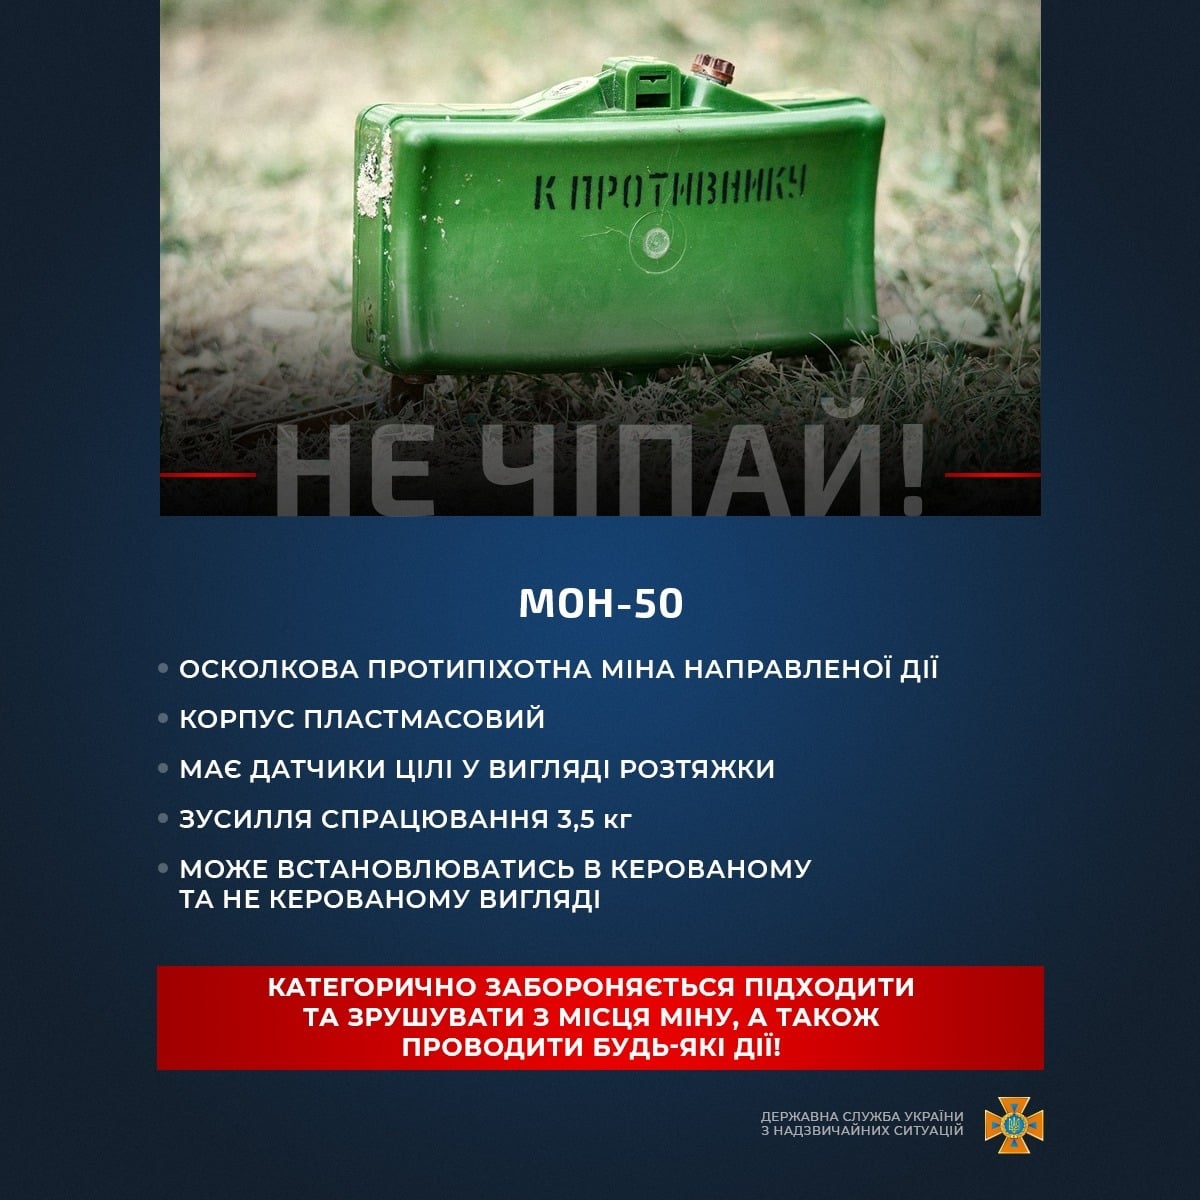 К ПРОТИВНИКУ
НЕ ЧІПАЙ!
МОН-50
ОСКОЛКОВА ПРОТИПІХОТНА МІНА НАПРАВЛЕНОЇ ДІЇ
КОРПУС ПЛАСТМАСОВИЙ
МАЄ ДАТЧИКИ ЦІЛІ У ВИГЛЯДІ РОЗТЯЖКИ
ЗУСИЛЛЯ СПРАЦЮВАННЯ 3,5 кг
МОЖЕ ВСТАНОВЛЮВАТИСЬ В КЕРОВАНОМУ
ТА НЕ КЕРОВАНОМУ ВИГЛЯДІ
КАТЕГОРИЧНО ЗАБОРОНЯЄТЬСЯ ПІДХОДИТИ
ТА ЗРУШУВАТИ З МІСЦЯ МІНУ, А ТАКОЖ
ПРОВОДИТИ БУДЬ-ЯКІ ДІЇ!
ДЕРЖАВНА СЛУЖБА УКРАЇНИ
З НАДЗВИЧАЙНИХ СИТУАЦІЙ